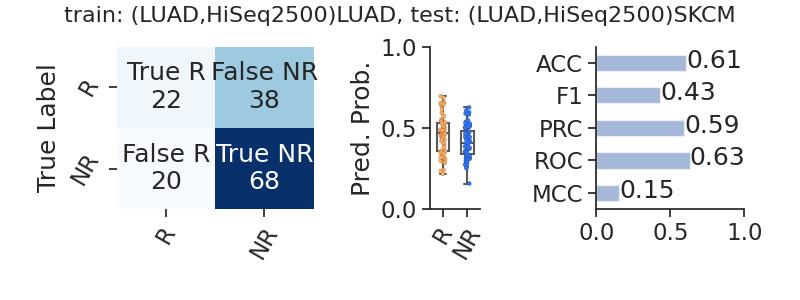 train: (LUAD,HiSeq2500)LUAD, test: (LUAD,HiSeq2500)SKCM
True Label
R
NR
True R
22
False NR
38
False R
20
True NR
68
R
NR
Pred. Prob.
1.0
0.5
0.0
R
NR
ACC
0.61
F1
0.43
PRC
0.59
ROC
0.63
MCC
0.15
0.0
0.5
1.0